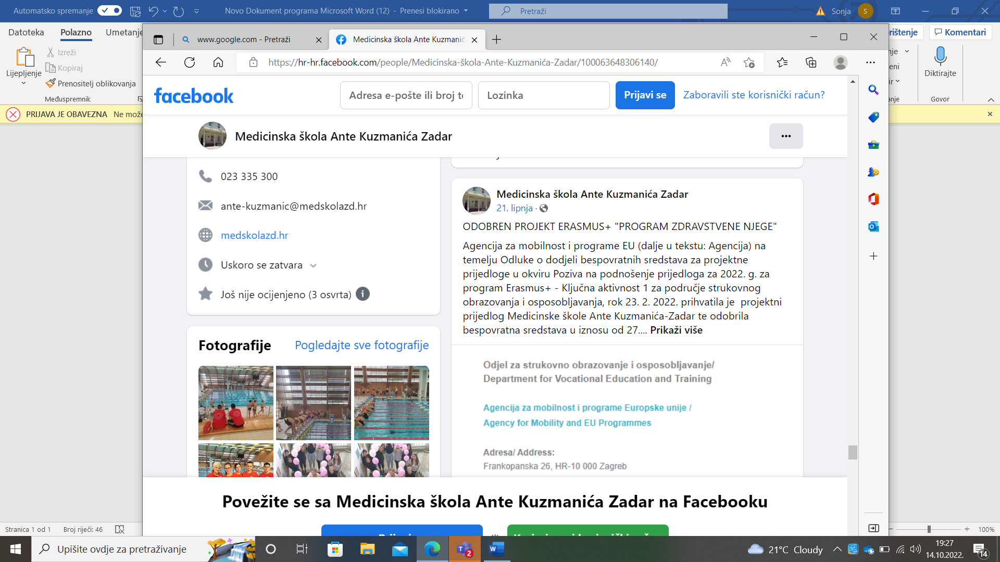 Automatsko spremanje
Novo Dokument programa Microsoft Word (12) - Prenesi blokirano
Pretraži
Sonja
S
Datoteka
Polazno
Umetanje
Komentari
Lijepljenje
Izreži
Kopiraj
Prenositelj oblikovanja
Međuspremnik
Diktirajte
Govor
PRIJAVA JE OBAVEZNA
www.google.com - Pretraži
Medicinska škola Ante Kuzmanić
https://hr-hr.facebook.com/people/Medicinska-škola-Ante-Kuzmanića-Zadar/100063648306140/
facebook
Adresa e-pošte ili broj te
Lozinka
Prijavi se
Zaboravili ste korisnički račun?
Medicinska škola Ante Kuzmanića Zadar
023 335 300
ante-kuzmanic@medskolazd.hr
medskolazd.hr
Uskoro se zatvara
Još nije ocijenjeno (3 osvrta)
Fotografije
Pogledajte sve fotografije
Medicinska škola Ante Kuzmanića Zadar
21. lipnja ·
ODOBREN PROJEKT ERASMUS+ "PROGRAM ZDRAVSTVENE NJEGE"
Agencija za mobilnost i programe EU (dalje u tekstu: Agencija) na
temelju Odluke o dodjeli bespovratnih sredstava za projektne
prijedloge u okviru Poziva na podnošenje prijedloga za 2022. g. za
program Erasmus+ - Ključna aktivnost 1 za područje strukovnog
obrazovanja i osposobljavanja, rok 23. 2. 2022. prihvatila je  projektni
prijedlog Medicinske škole Ante Kuzmanića-Zadar te odobrila
bespovratna sredstava u iznosu od 27.... Prikaži više
Odjel za strukovno obrazovanje i osposobljavanje/
Department for Vocational Education and Training
Agencija za mobilnost i programe Europske unije /
Agency for Mobility and EU Programmes
Adresa/ Address:
Frankopanska 26, HR-10 000 Zagreb
Povežite se sa Medicinska škola Ante Kuzmanića Zadar na Facebooku
Stranica 1 od 1
Broj riječi: 46
100%
Upišite ovdje za pretraživanje
2
21°C Cloudy
19:27
14.10.2022.
14